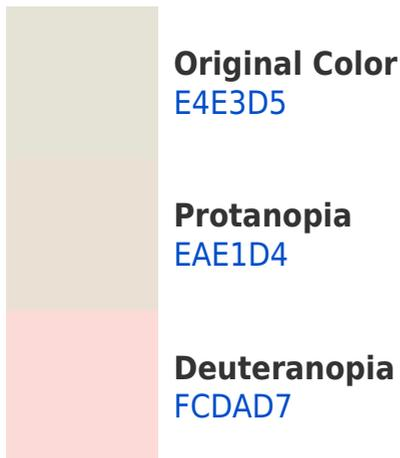 Original Color
E4E3D5
Protanopia
EAE1D4
Deuteranopia
FCDAD7